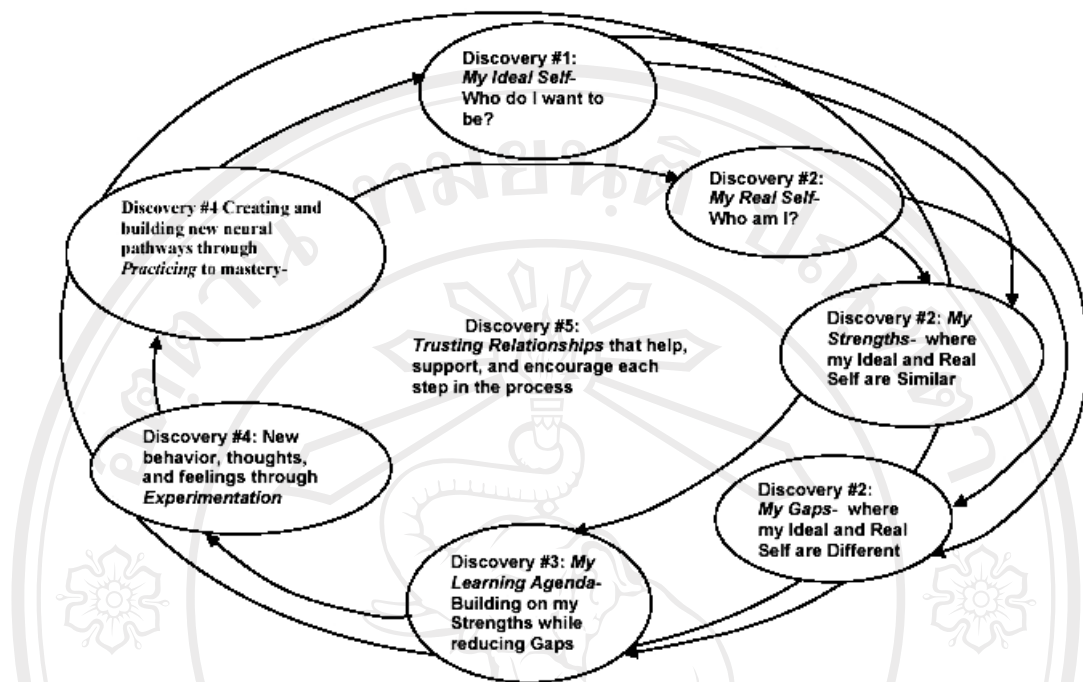 Discovery #1:
My Ideal Self-
Who do I want to
be?
Discovery #2:
My Real Self-
Who am I?
Discovery #4 Creating and
building new neural
pathways through
Practicing to mastery-
Discovery #5:
Trusting Relationships that help,
support, and encourage each
step in the process
Discovery #2: My
Strengths- where
my Ideal and Real
Self are Similar
Discovery #4: New
behavior, thoughts,
and feelings through
Experimentation
Discovery #2:
My Gaps- where
my Ideal and Real
Self are Different
Discovery #3: My
Learning Agenda-
Building on my
Strengths while
reducing Gaps